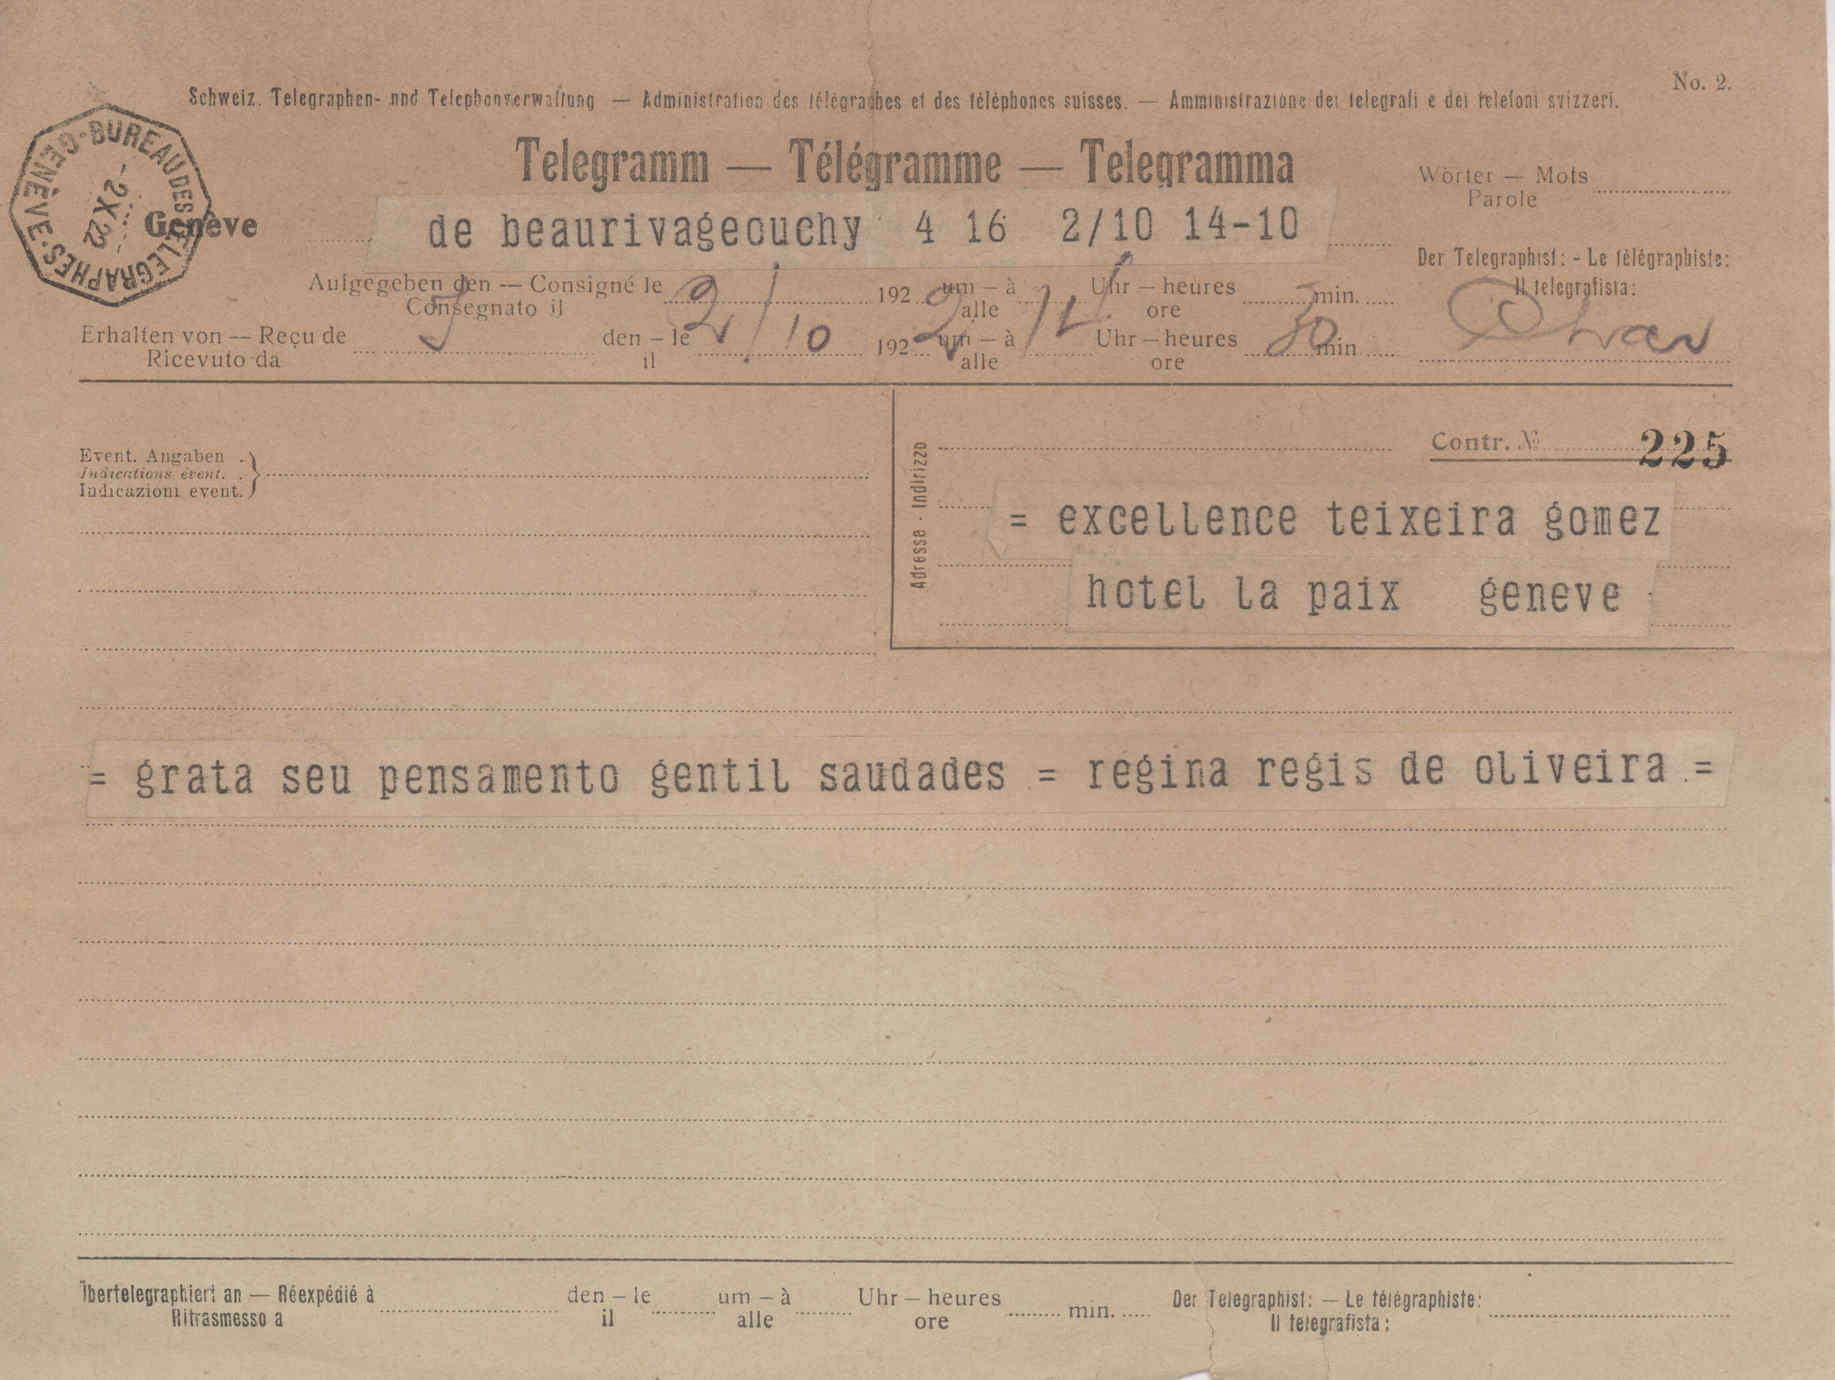 No. 2.
Schweiz. Telegraphen- und Telephonverwaltung — Administration des télégraphes et des téléphones suisses. — Amministrazione dei telegrafi e dei telefoni svizzeri.
Telegramm — Télégramme — Telegramma
BUREAU DES TELEGRAPHES · GENÈVE ·
-2 X 22
Genève
Wörter — Mots
Parole
de beaurivageouchy 4 16 2/10 14-10
Der Telegraphist: - Le télégraphiste:
Il telegrafista:
Aufgegeben den — Consigné le 192 um — à Uhr — heures min.
Consegnato il alle ore
Erhalten von — Reçu de den — le 2/10 192 2 um — à 14 Uhr — heures 30 min
Ricevuto da il alle ore
Contr. № 225
Event. Angaben
Indications évent.
Indicazioni event.
Adresse - Indirizzo
= excellence teixeira gomez
hotel la paix geneve
= grata seu pensamento gentil saudades = regina regis de oliveira =
Übertelegraphiert an — Réexpédié à den — le um — à Uhr — heures min. Der Telegraphist: — Le télégraphiste:
Ritrasmesso a il alle ore Il telegrafista: